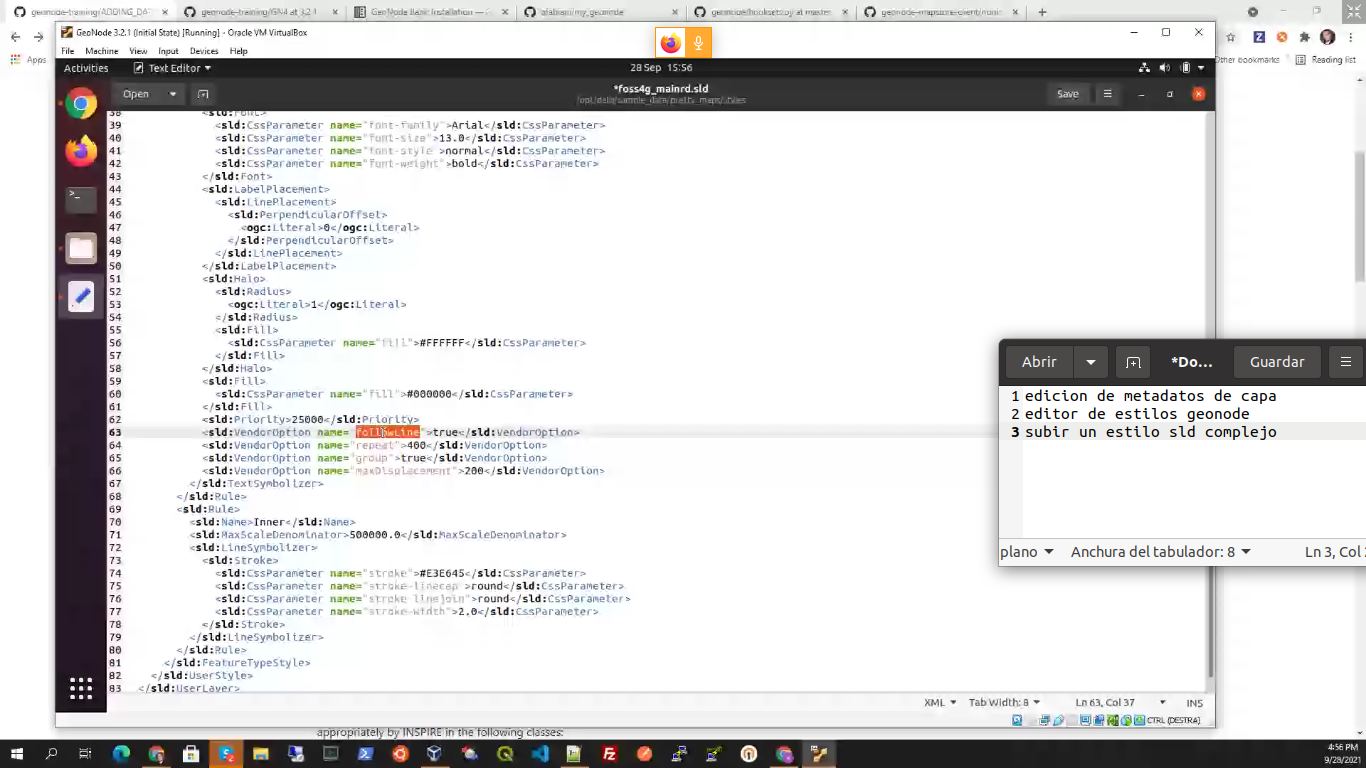 geonode-training/ADDING_DA
geonode-training/GN4 at 3.2.1
GeoNode Basic Installation —
geonode/hooksets.py at master
geonode-mapstore-client/
GeoNode 3.2.1 (Initial State) [Running] - Oracle VM VirtualBox
File Machine View Input Devices Help
Apps
Other bookmarks
Reading list
Activities
Text Editor
28 Sep 15:56
Open
*foss4g_mainrd.sld
Save
38 <sld:Font>
39 <sld:CssParameter name="font-family">Arial</sld:CssParameter>
40 <sld:CssParameter name="font-size">13.0</sld:CssParameter>
41 <sld:CssParameter name="font-style">normal</sld:CssParameter>
42 <sld:CssParameter name="font-weight">bold</sld:CssParameter>
43 </sld:Font>
44 <sld:LabelPlacement>
45 <sld:LinePlacement>
46 <sld:PerpendicularOffset>
47 <ogc:Literal>0</ogc:Literal>
48 </sld:PerpendicularOffset>
49 </sld:LinePlacement>
50 </sld:LabelPlacement>
51 <sld:Halo>
52 <sld:Radius>
53 <ogc:Literal>1</ogc:Literal>
54 </sld:Radius>
55 <sld:Fill>
56 <sld:CssParameter name="fill">#FFFFFF</sld:CssParameter>
57 </sld:Fill>
58 </sld:Halo>
59 <sld:Fill>
60 <sld:CssParameter name="fill">#000000</sld:CssParameter>
61 </sld:Fill>
62 <sld:Priority>25000</sld:Priority>
63 <sld:VendorOption name="followLine">true</sld:VendorOption>
64 <sld:VendorOption name="repeat">400</sld:VendorOption>
65 <sld:VendorOption name="group">true</sld:VendorOption>
66 <sld:VendorOption name="maxDisplacement">200</sld:VendorOption>
67 </sld:TextSymbolizer>
68 </sld:Rule>
69 <sld:Rule>
70 <sld:Name>Inner</sld:Name>
71 <sld:MaxScaleDenominator>500000.0</sld:MaxScaleDenominator>
72 <sld:LineSymbolizer>
73 <sld:Stroke>
74 <sld:CssParameter name="stroke">#E3E645</sld:CssParameter>
75 <sld:CssParameter name="stroke-linecap">round</sld:CssParameter>
76 <sld:CssParameter name="stroke-linejoin">round</sld:CssParameter>
77 <sld:CssParameter name="stroke-width">2.0</sld:CssParameter>
78 </sld:Stroke>
79 </sld:LineSymbolizer>
80 </sld:Rule>
81 </sld:FeatureTypeStyle>
82 </sld:UserStyle>
83 </sld:UserLayer>
XML Tab Width: 8 Ln 63, Col 37 INS
CTRL (DESTRA)
Abrir *Do... Guardar
1 edicion de metadatos de capa
2 editor de estilos geonode
3 subir un estilo sld complejo
plano Anchura del tabulador: 8 Ln 3, Col
appropriately by INSPIRE in the following classes:
4:56 PM
9/28/2021